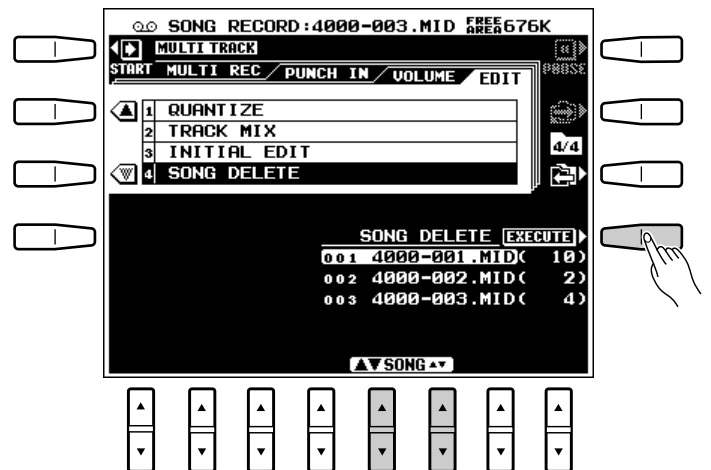 SONG RECORD:4000-003.MID FREE AREA 676K
MULTI TRACK
START MULTI REC PUNCH IN VOLUME EDIT PAUSE
1 QUANTIZE
2 TRACK MIX
3 INITIAL EDIT
4/4
4 SONG DELETE
SONG DELETE EXECUTE
001 4000-001.MID( 10)
002 4000-002.MID( 2)
003 4000-003.MID( 4)
▲▼SONG▲▼